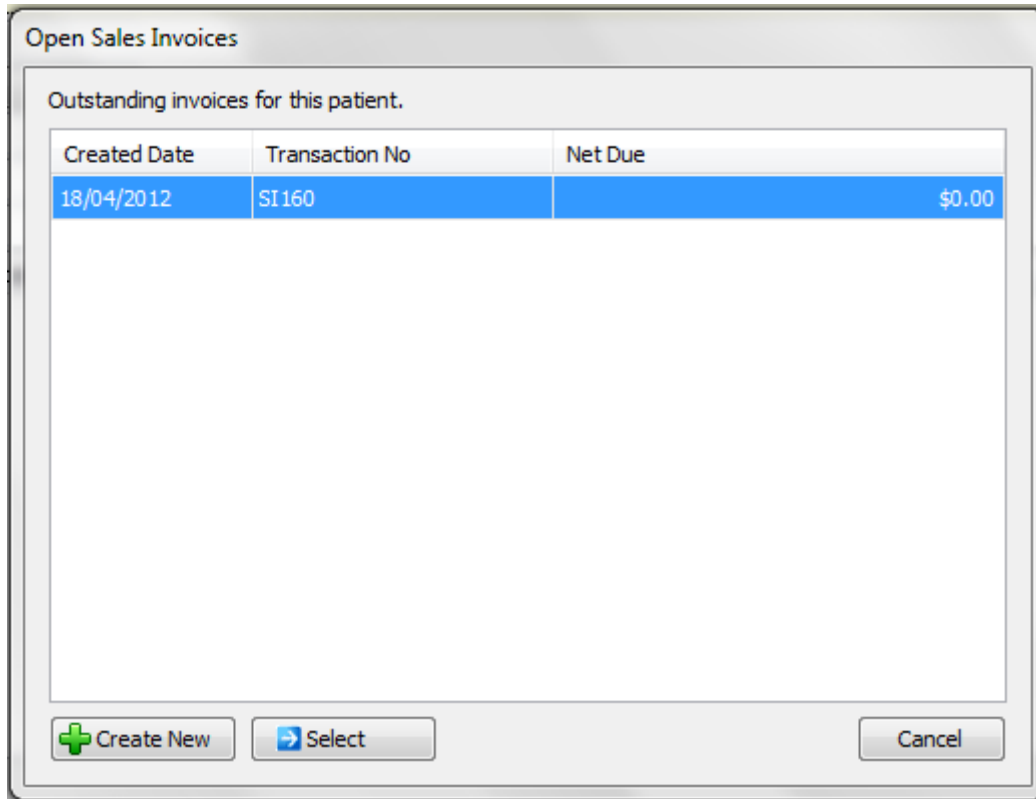 Open Sales Invoices
Outstanding invoices for this patient.
Created Date Transaction No Net Due
18/04/2012 SI160 $0.00
Create New Select Cancel